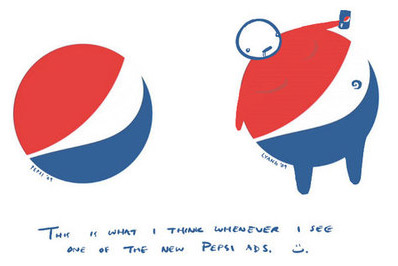 PEPSI '09
LYANG '09
THIS IS WHAT I THINK WHENEVER I SEE
ONE OF THE NEW PEPSI ADS. :)